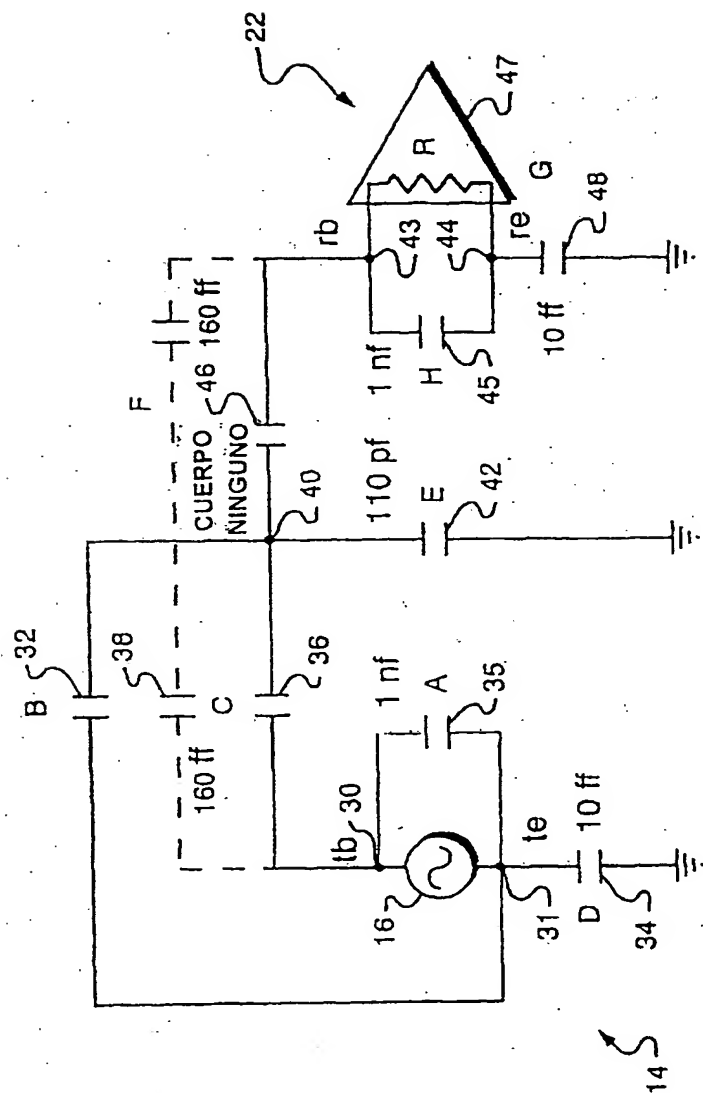 22
F
160 ff
46
CUERPO
NINGUNO
40
rb
43
R
47
44
re
G
48
1 nf
H
45
10 ff
110 pf
E
42
32
B
38
C
36
160 ff
1 nf
A
35
30
tb
16
te
31
10 ff
D
34
14